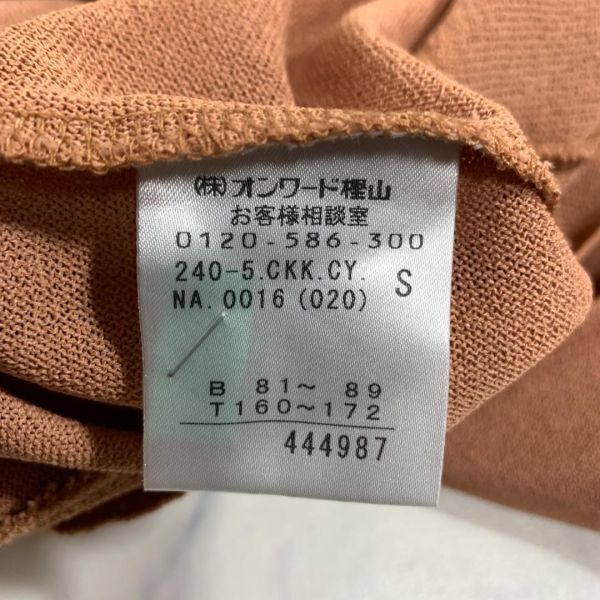 (株)オンワード樫山
お客様相談室
0120-586-300
240-5.CKK.CY. S
NA.0016(020)
B 81〜 89
T160〜172
444987